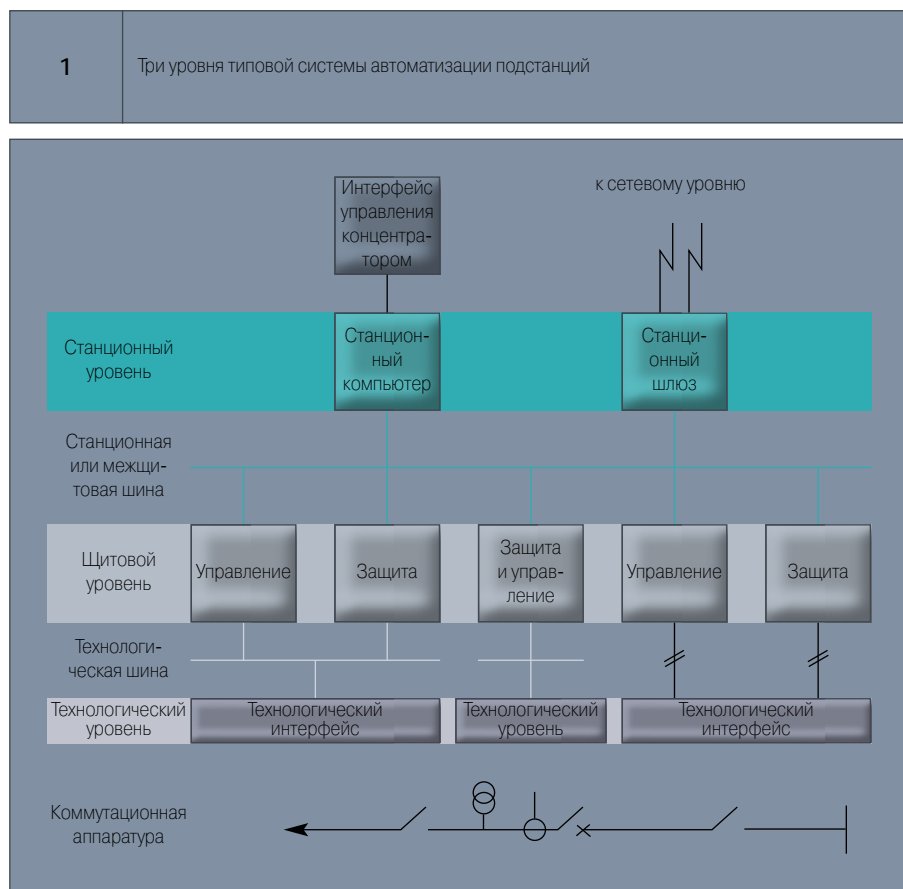 1
Три уровня типовой системы автоматизации подстанций
Интерфейс
управления
концентра-
тором
к сетевому уровню
Станционный
уровень
Станцион-
ный
компьютер
Станци-
онный
шлюз
Станционная
или межщи-
товая шина
Щитовой
уровень
Управление
Защита
Защита
и управ-
ление
Управление
Защита
Технологи-
ческая шина
Технологический
уровень
Технологический
интерфейс
Технологический
уровень
Технологический
интерфейс
Коммутационная
аппаратура